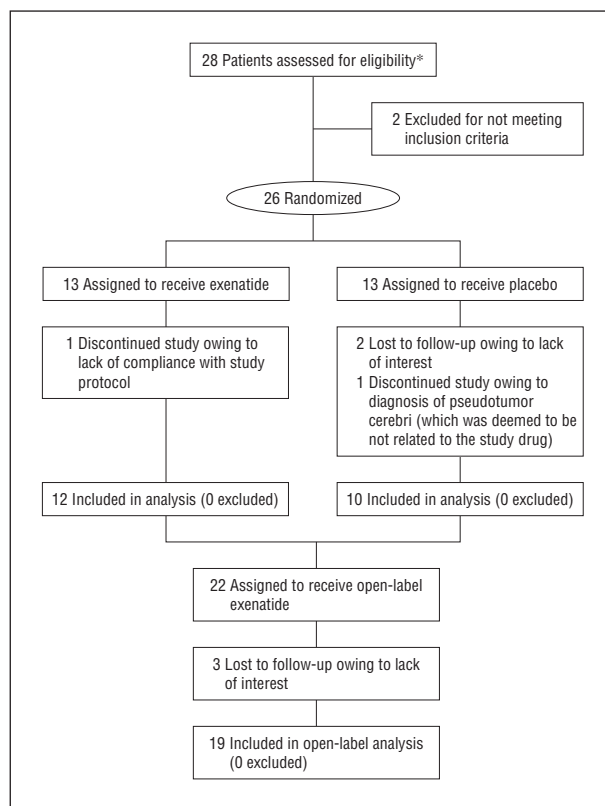 28 Patients assessed for eligibility*
2 Excluded for not meeting
inclusion criteria
26 Randomized
13 Assigned to receive exenatide
13 Assigned to receive placebo
1 Discontinued study owing to
lack of compliance with study
protocol
2 Lost to follow-up owing to lack
of interest
1 Discontinued study owing to
diagnosis of pseudotumor
cerebri (which was deemed to be
not related to the study drug)
12 Included in analysis (0 excluded)
10 Included in analysis (0 excluded)
22 Assigned to receive open-label
exenatide
3 Lost to follow-up owing to lack
of interest
19 Included in open-label analysis
(0 excluded)